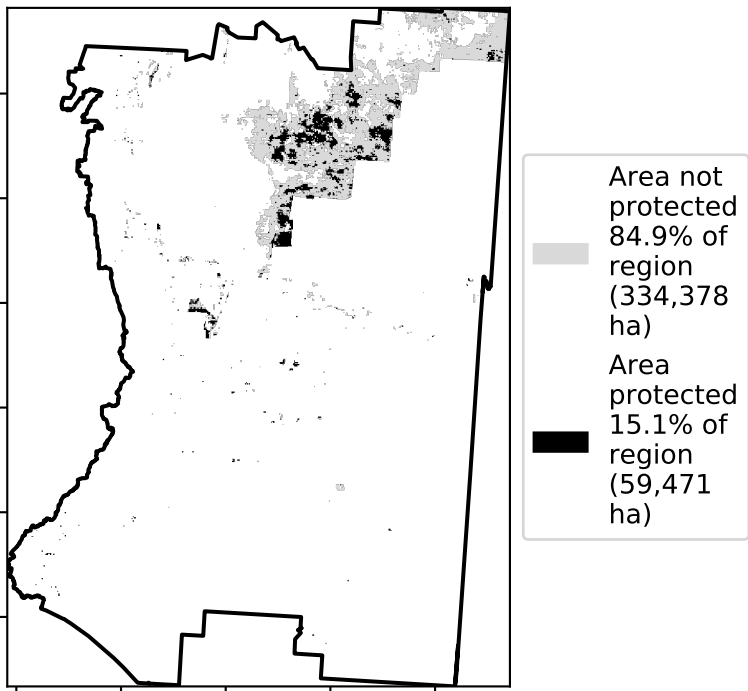 Area not
protected
84.9% of
region
(334,378
ha)
Area
protected
15.1% of
region
(59,471
ha)